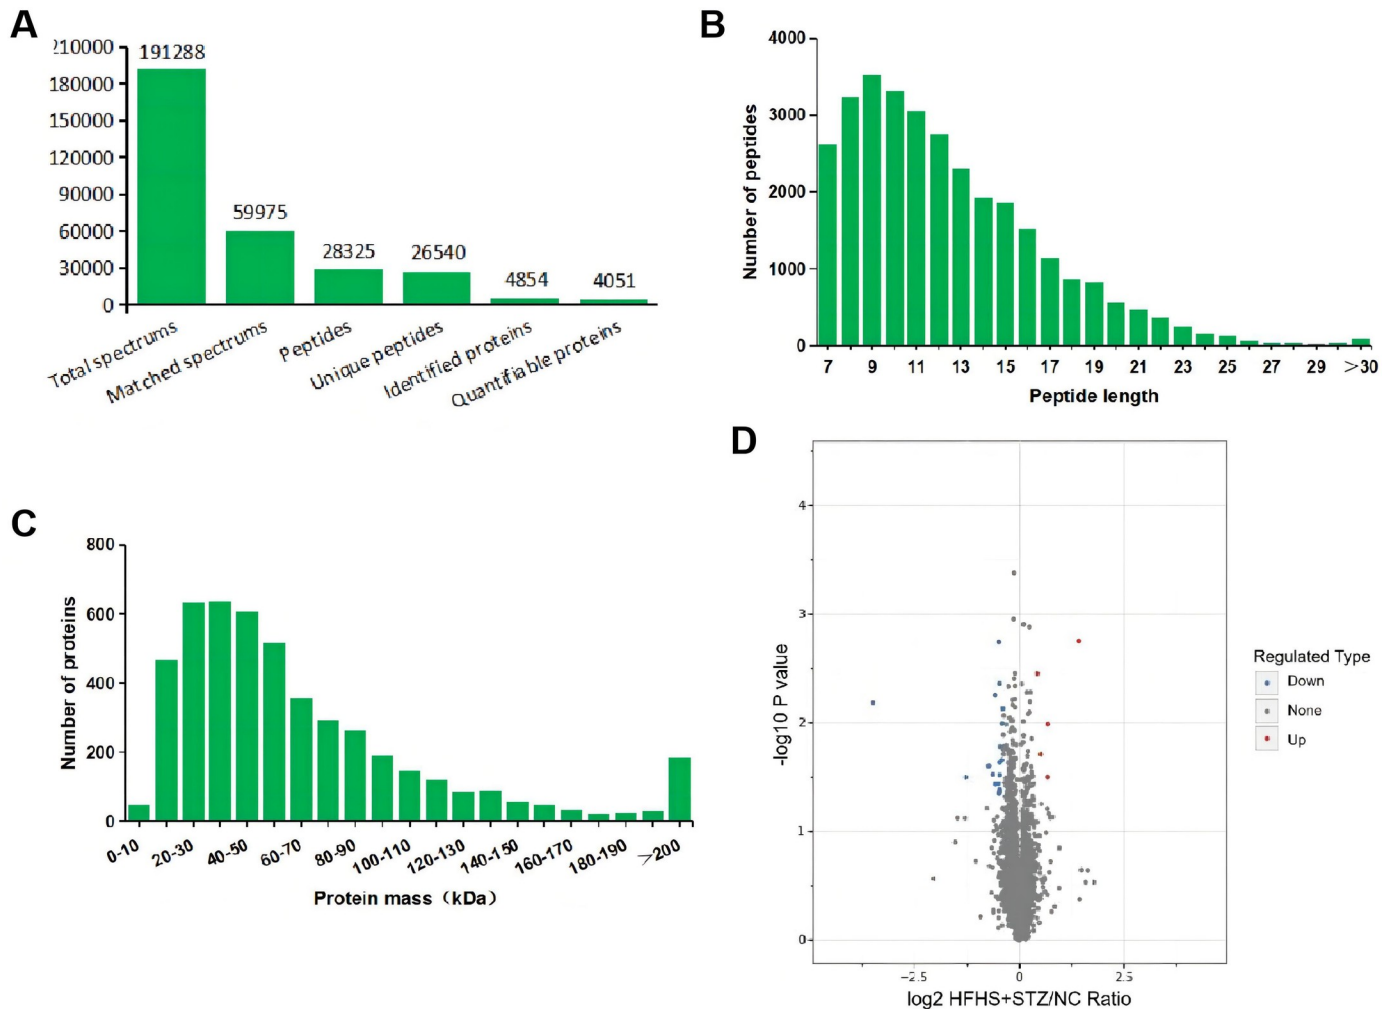 A
210000
180000
150000
120000
90000
60000
30000
0
191288
59975
28325
26540
4854
4051
Total spectrums
Matched spectrums
Peptides
Unique peptides
Identified proteins
Quantifiable proteins
B
Number of peptides
4000
3000
2000
1000
0
7 9 11 13 15 17 19 21 23 25 27 29 >30
Peptide length
C
Number of proteins
800
600
400
200
0
0-10 20-30 40-50 60-70 80-90 100-110 120-130 140-150 160-170 180-190 >200
Protein mass（kDa）
D
-log10 P value
4
3
2
1
0
−2.5 0 2.5
log2 HFHS+STZ/NC Ratio
Regulated Type
Down
None
Up